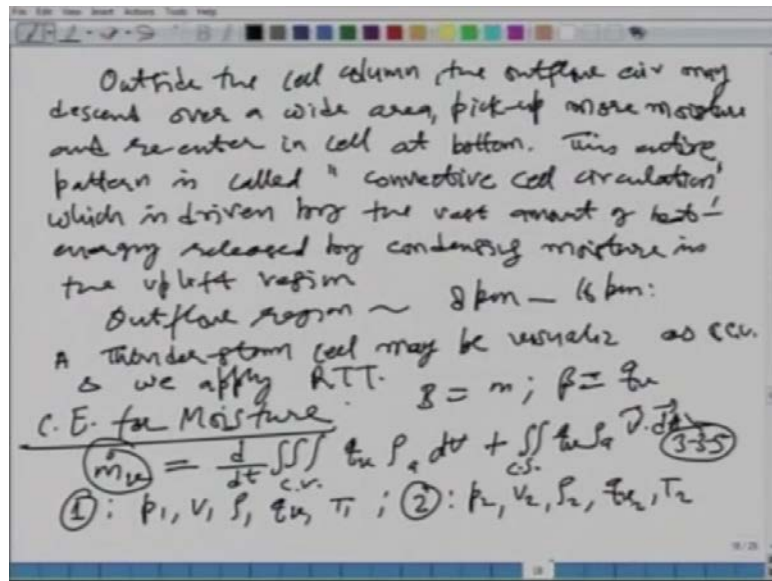 Outside the cell column, the outflow air may
descend over a wide area, pick-up more moisture
and re-enter in cell at bottom. This entire
pattern is called "convective cell circulation"
which is driven by the vast amount of heat-
energy released by condensing moisture in
the uplift region
Outflow region ~ 8 km — 16 km:
A Thunder-storm cell may be visualiz as c.v.
& we apply RTT. B = m; β = qv
C.E. for Moisture
ṁv = d/dt ∭c.v. qv ρa dV + ∬c.s. qv ρa V⃗.dA⃗ 3-35
①: p1, V1, ρ1, qv1, T1; ②: p2, V2, ρ2, qv2, T2